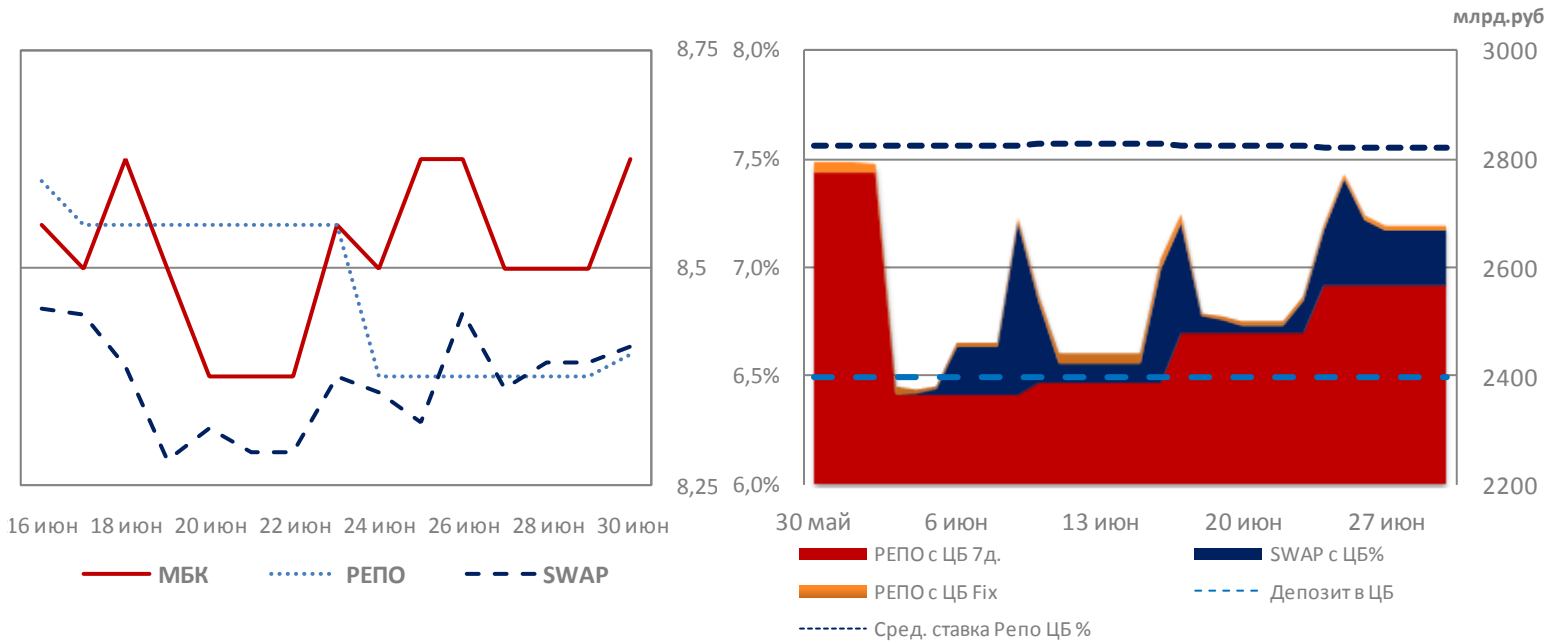 млрд.руб
8,75
8,5
8,25
16 июн 18 июн 20 июн 22 июн 24 июн 26 июн 28 июн 30 июн
МБК РЕПО SWAP
8,0%
7,5%
7,0%
6,5%
6,0%
3000
2800
2600
2400
2200
30 май 6 июн 13 июн 20 июн 27 июн
РЕПО с ЦБ 7д. SWAP с ЦБ%
РЕПО с ЦБ Fix Депозит в ЦБ
Сред. ставка Репо ЦБ %